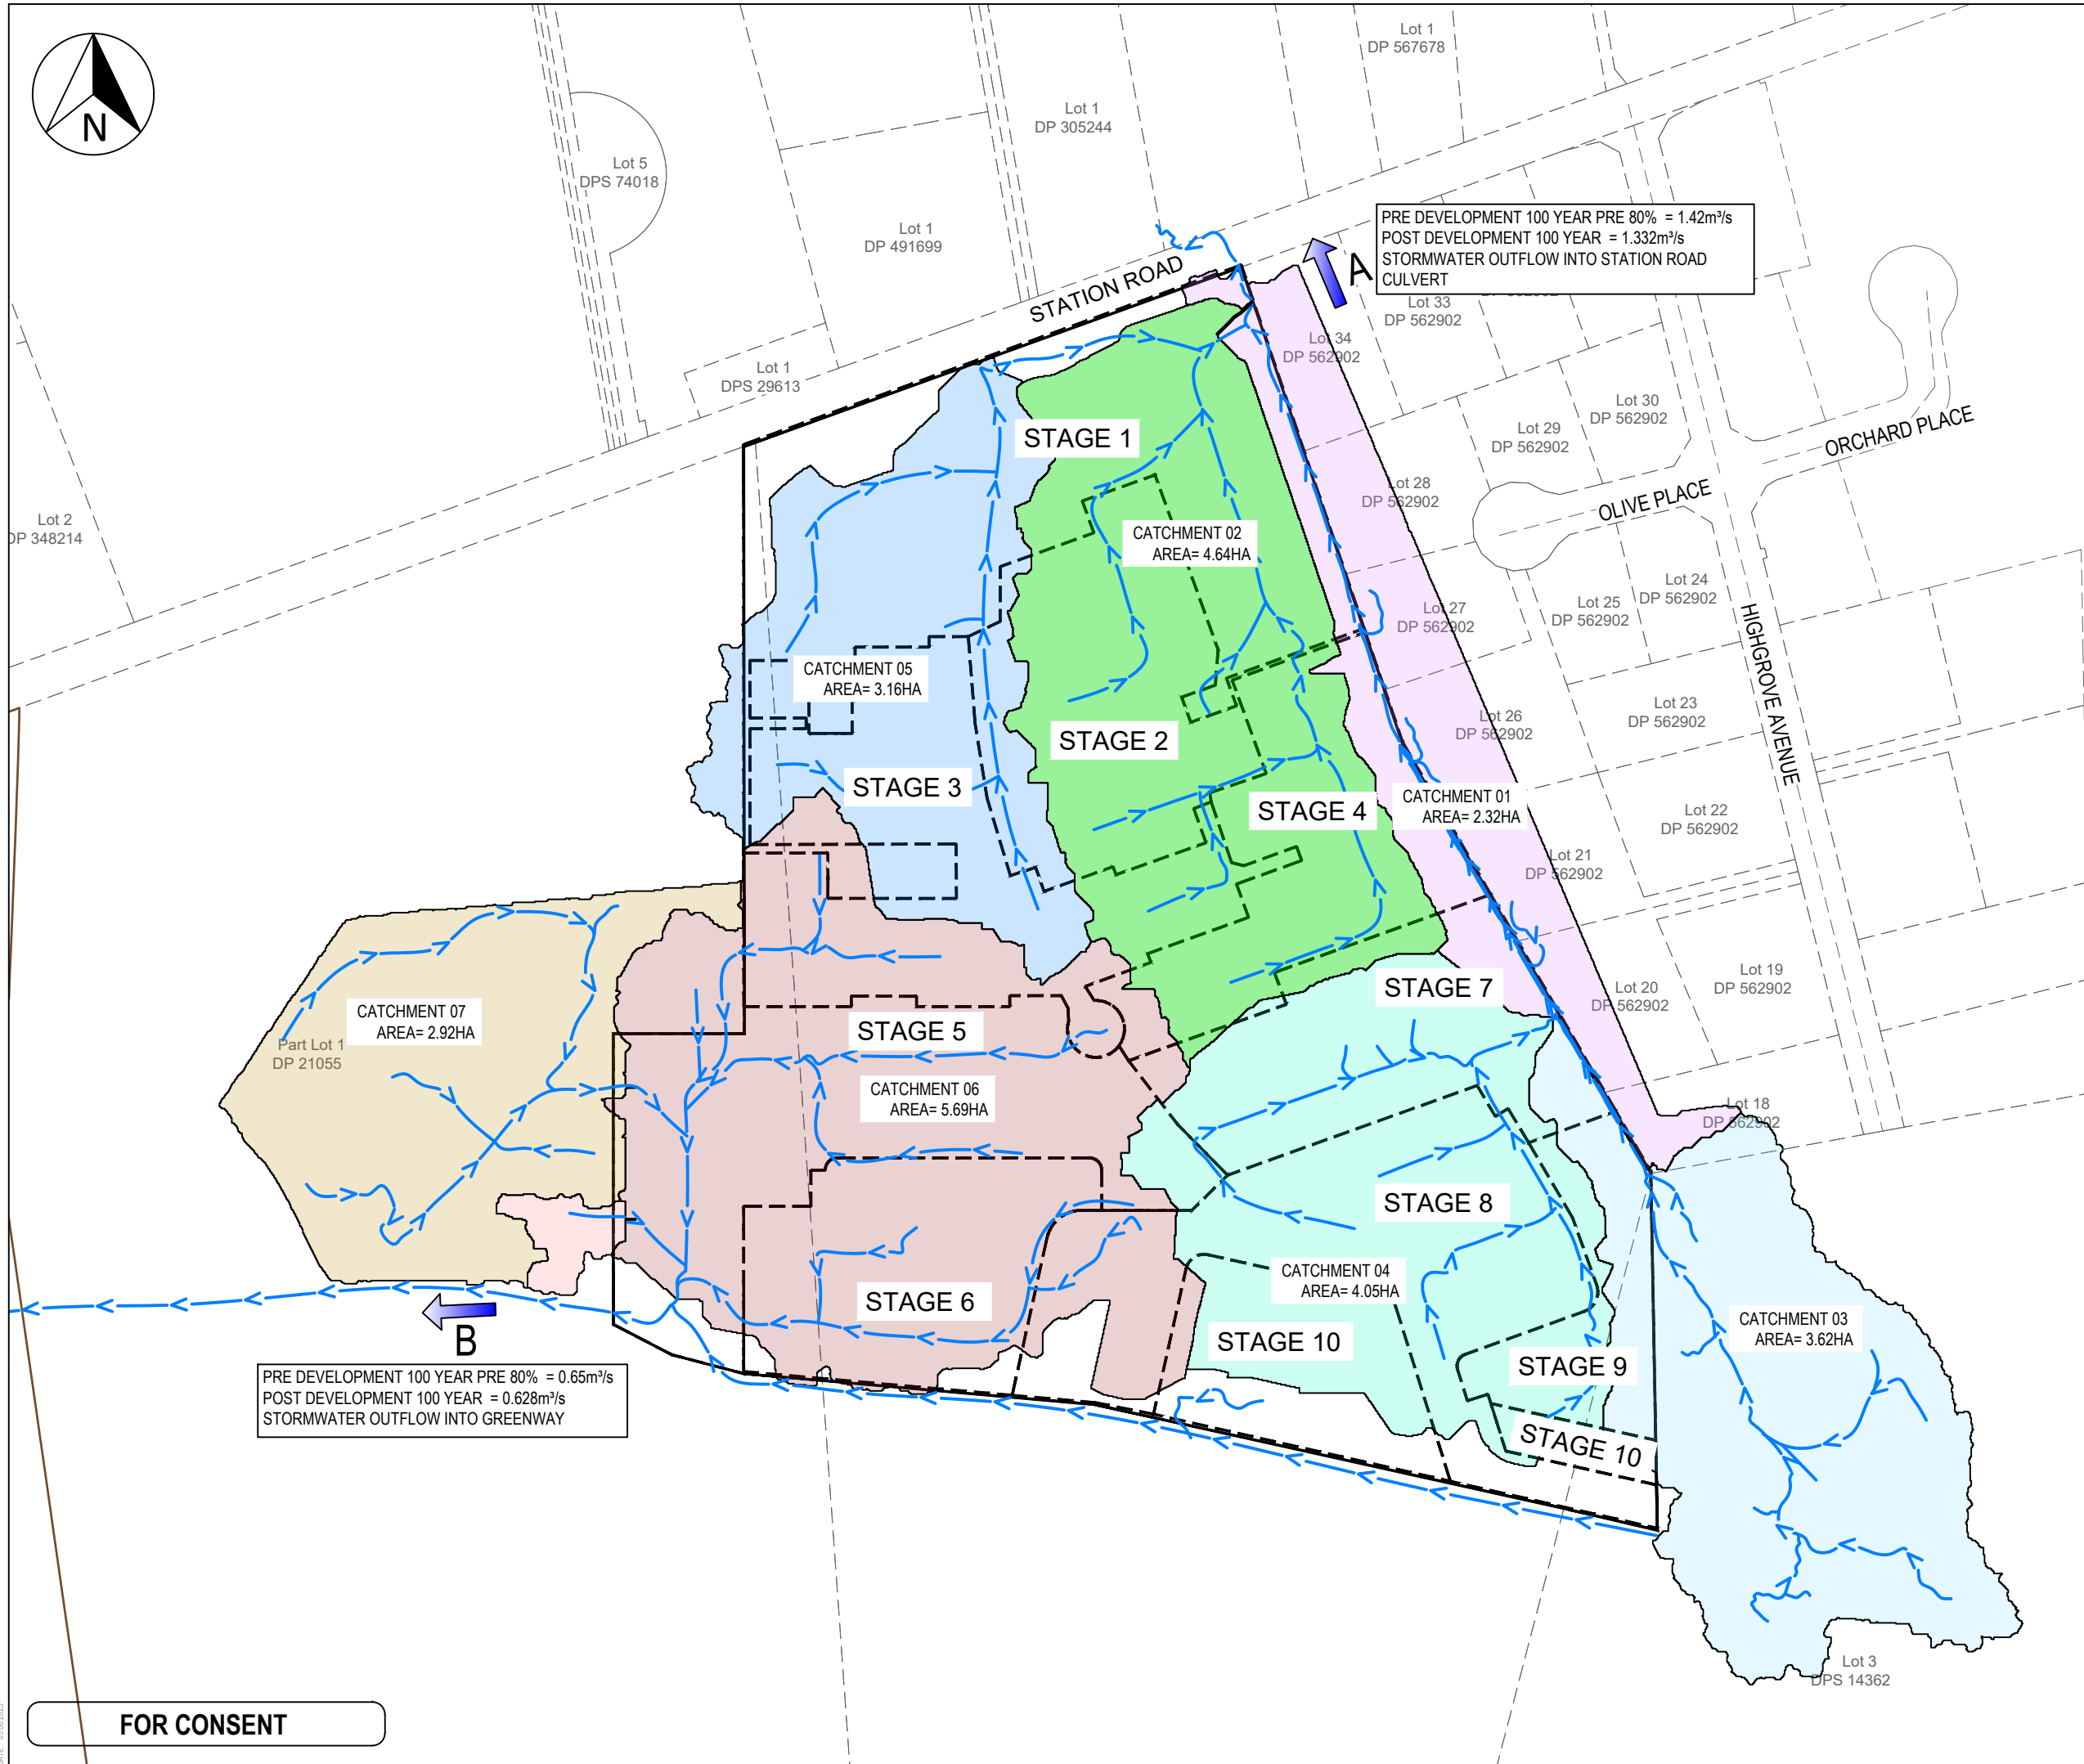 N
Lot 1
DP 567678
Lot 1
DP 305244
Lot 5
DPS 74018
Lot 1
DP 491699
PRE DEVELOPMENT 100 YEAR PRE 80% = 1.42m³/s
POST DEVELOPMENT 100 YEAR = 1.332m³/s
STORMWATER OUTFLOW INTO STATION ROAD
CULVERT
A
STATION ROAD
Lot 33
DP 562902
Lot 34
DP 562902
Lot 1
DPS 29613
Lot 30
DP 562902
Lot 29
DP 562902
ORCHARD PLACE
STAGE 1
Lot 28
DP 562902
OLIVE PLACE
Lot 2
DP 348214
CATCHMENT 02
AREA= 4.64HA
Lot 24
DP 562902
Lot 25
DP 562902
Lot 27
DP 562902
HIGHGROVE AVENUE
CATCHMENT 05
AREA= 3.16HA
Lot 23
DP 562902
Lot 26
DP 562902
STAGE 2
STAGE 3
STAGE 4
CATCHMENT 01
AREA= 2.32HA
Lot 22
DP 562902
Lot 21
DP 562902
Lot 19
DP 562902
Lot 20
DP 562902
STAGE 7
CATCHMENT 07
AREA= 2.92HA
Part Lot 1
DP 21055
STAGE 5
CATCHMENT 06
AREA= 5.69HA
Lot 18
DP 562902
STAGE 8
CATCHMENT 04
AREA= 4.05HA
STAGE 6
STAGE 10
CATCHMENT 03
AREA= 3.62HA
STAGE 9
B
PRE DEVELOPMENT 100 YEAR PRE 80% = 0.65m³/s
POST DEVELOPMENT 100 YEAR = 0.628m³/s
STORMWATER OUTFLOW INTO GREENWAY
STAGE 10
Lot 3
DPS 14362
FOR CONSENT